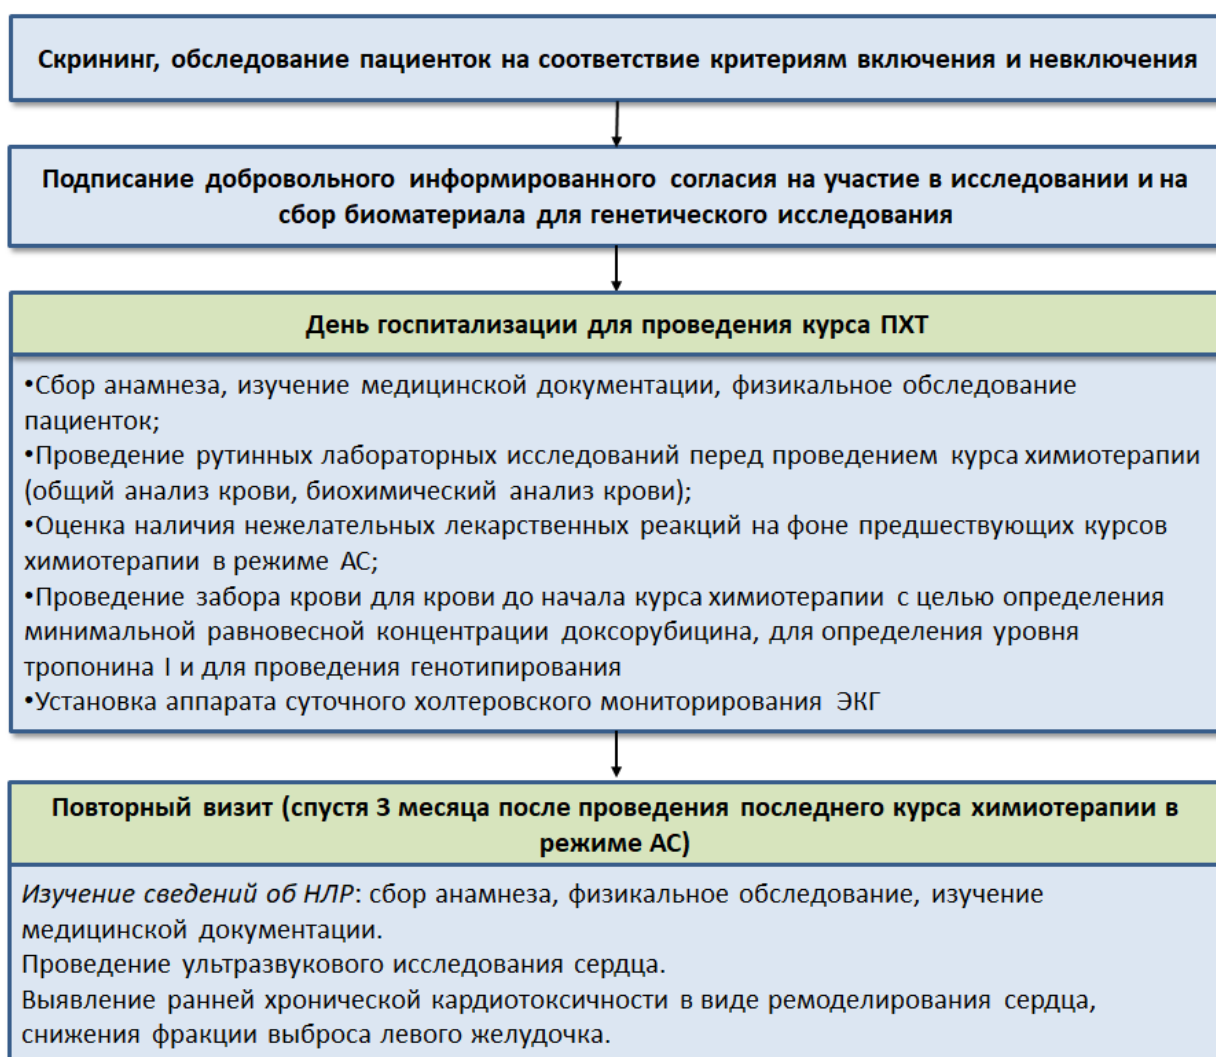 Скрининг, обследование пациенток на соответствие критериям включения и невключения
Подписание добровольного информированного согласия на участие в исследовании и на
сбор биоматериала для генетического исследования
День госпитализации для проведения курса ПХТ
•Сбор анамнеза, изучение медицинской документации, физикальное обследование
пациенток;
•Проведение рутинных лабораторных исследований перед проведением курса химиотерапии
(общий анализ крови, биохимический анализ крови);
•Оценка наличия нежелательных лекарственных реакций на фоне предшествующих курсов
химиотерапии в режиме АС;
•Проведение забора крови для крови до начала курса химиотерапии с целью определения
минимальной равновесной концентрации доксорубицина, для определения уровня
тропонина I и для проведения генотипирования
•Установка аппарата суточного холтеровского мониторирования ЭКГ
Повторный визит (спустя 3 месяца после проведения последнего курса химиотерапии в
режиме АС)
Изучение сведений об НЛР: сбор анамнеза, физикальное обследование, изучение
медицинской документации.
Проведение ультразвукового исследования сердца.
Выявление ранней хронической кардиотоксичности в виде ремоделирования сердца,
снижения фракции выброса левого желудочка.